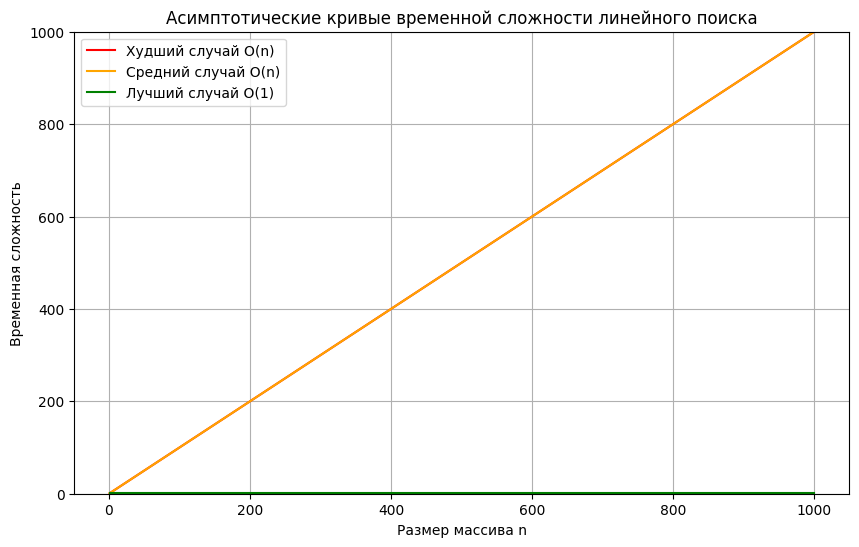 Асимптотические кривые временной сложности линейного поиска
Худший случай O(n)
Средний случай O(n)
Лучший случай O(1)
1000
800
600
400
200
0
Временная сложность
0 200 400 600 800 1000
Размер массива n